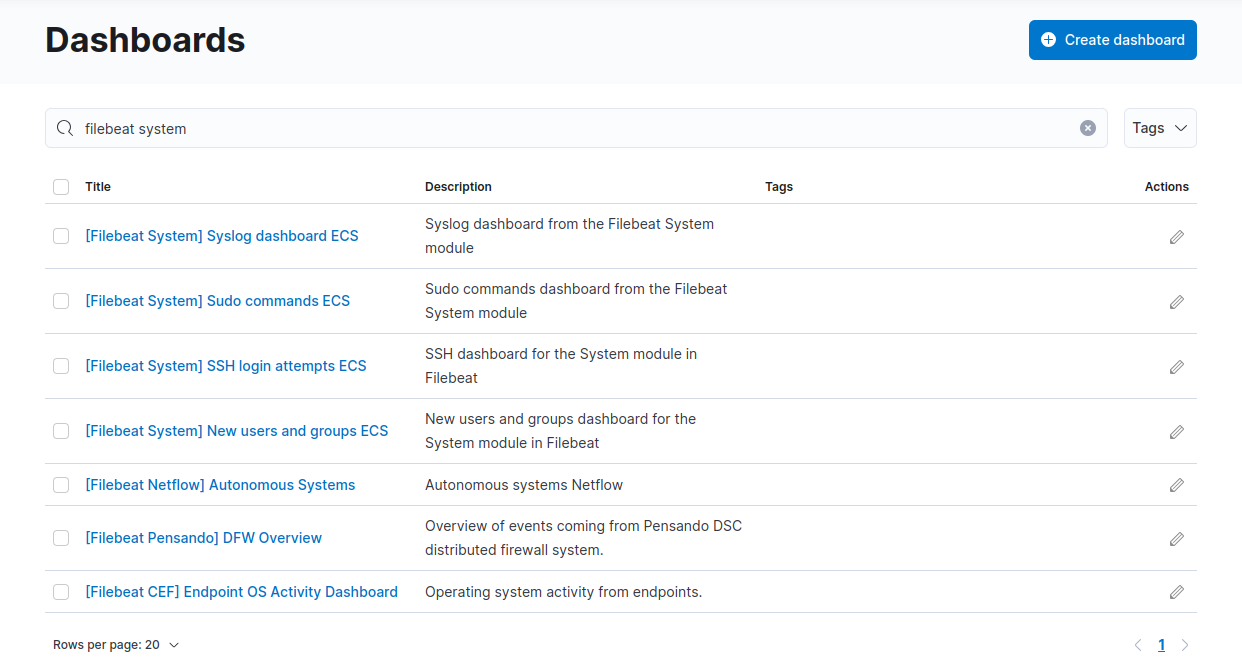 Dashboards
Create dashboard
filebeat system
Tags
Title Description Tags Actions
[Filebeat System] Syslog dashboard ECS
Syslog dashboard from the Filebeat System
module
[Filebeat System] Sudo commands ECS
Sudo commands dashboard from the Filebeat
System module
[Filebeat System] SSH login attempts ECS
SSH dashboard for the System module in
Filebeat
[Filebeat System] New users and groups ECS
New users and groups dashboard for the
System module in Filebeat
[Filebeat Netflow] Autonomous Systems
Autonomous systems Netflow
[Filebeat Pensando] DFW Overview
Overview of events coming from Pensando DSC
distributed firewall system.
[Filebeat CEF] Endpoint OS Activity Dashboard
Operating system activity from endpoints.
Rows per page: 20
1